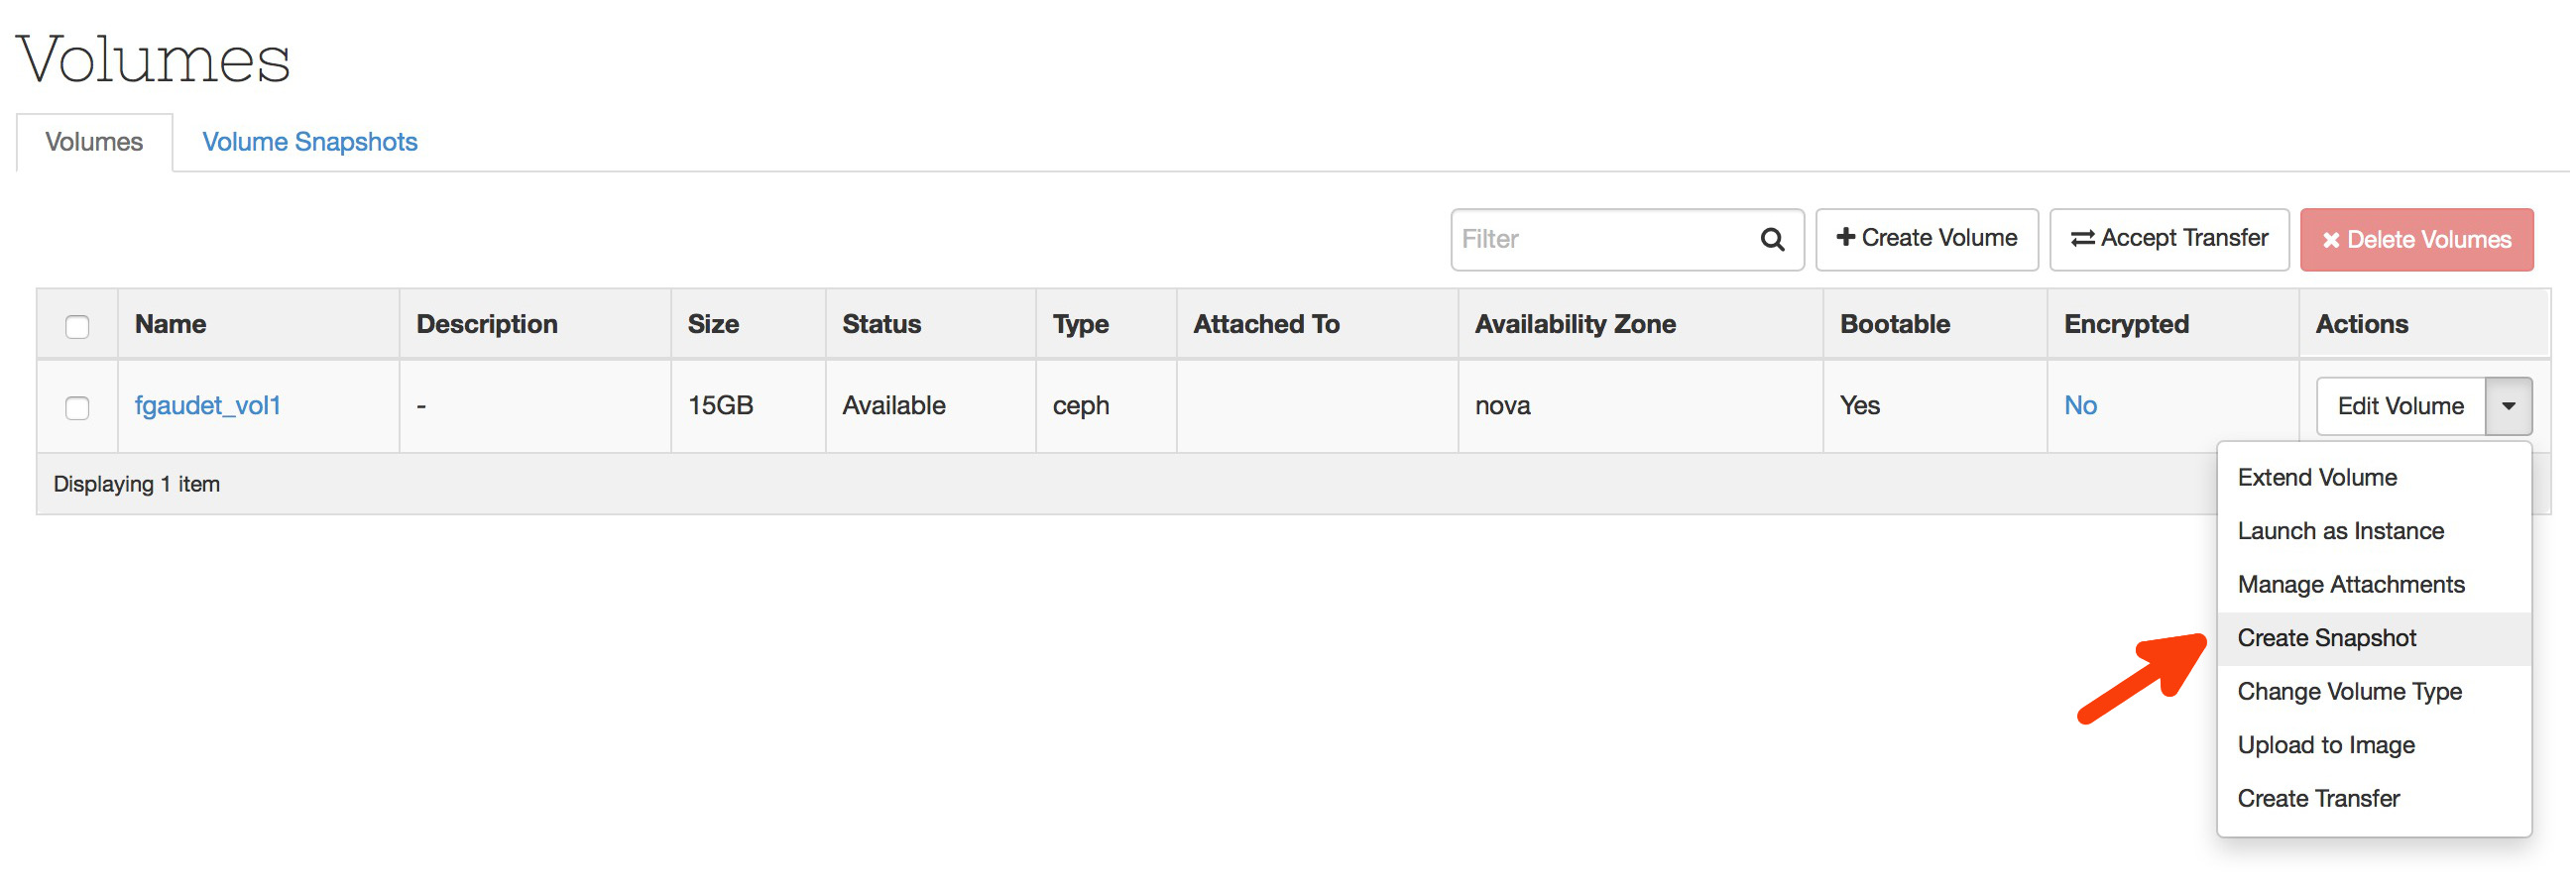 Volumes
Volumes Volume Snapshots
Filter Create Volume Accept Transfer Delete Volumes
Name Description Size Status Type Attached To Availability Zone Bootable Encrypted Actions
fgaudet_vol1 - 15GB Available ceph nova Yes No Edit Volume
Displaying 1 item
Extend Volume
Launch as Instance
Manage Attachments
Create Snapshot
Change Volume Type
Upload to Image
Create Transfer